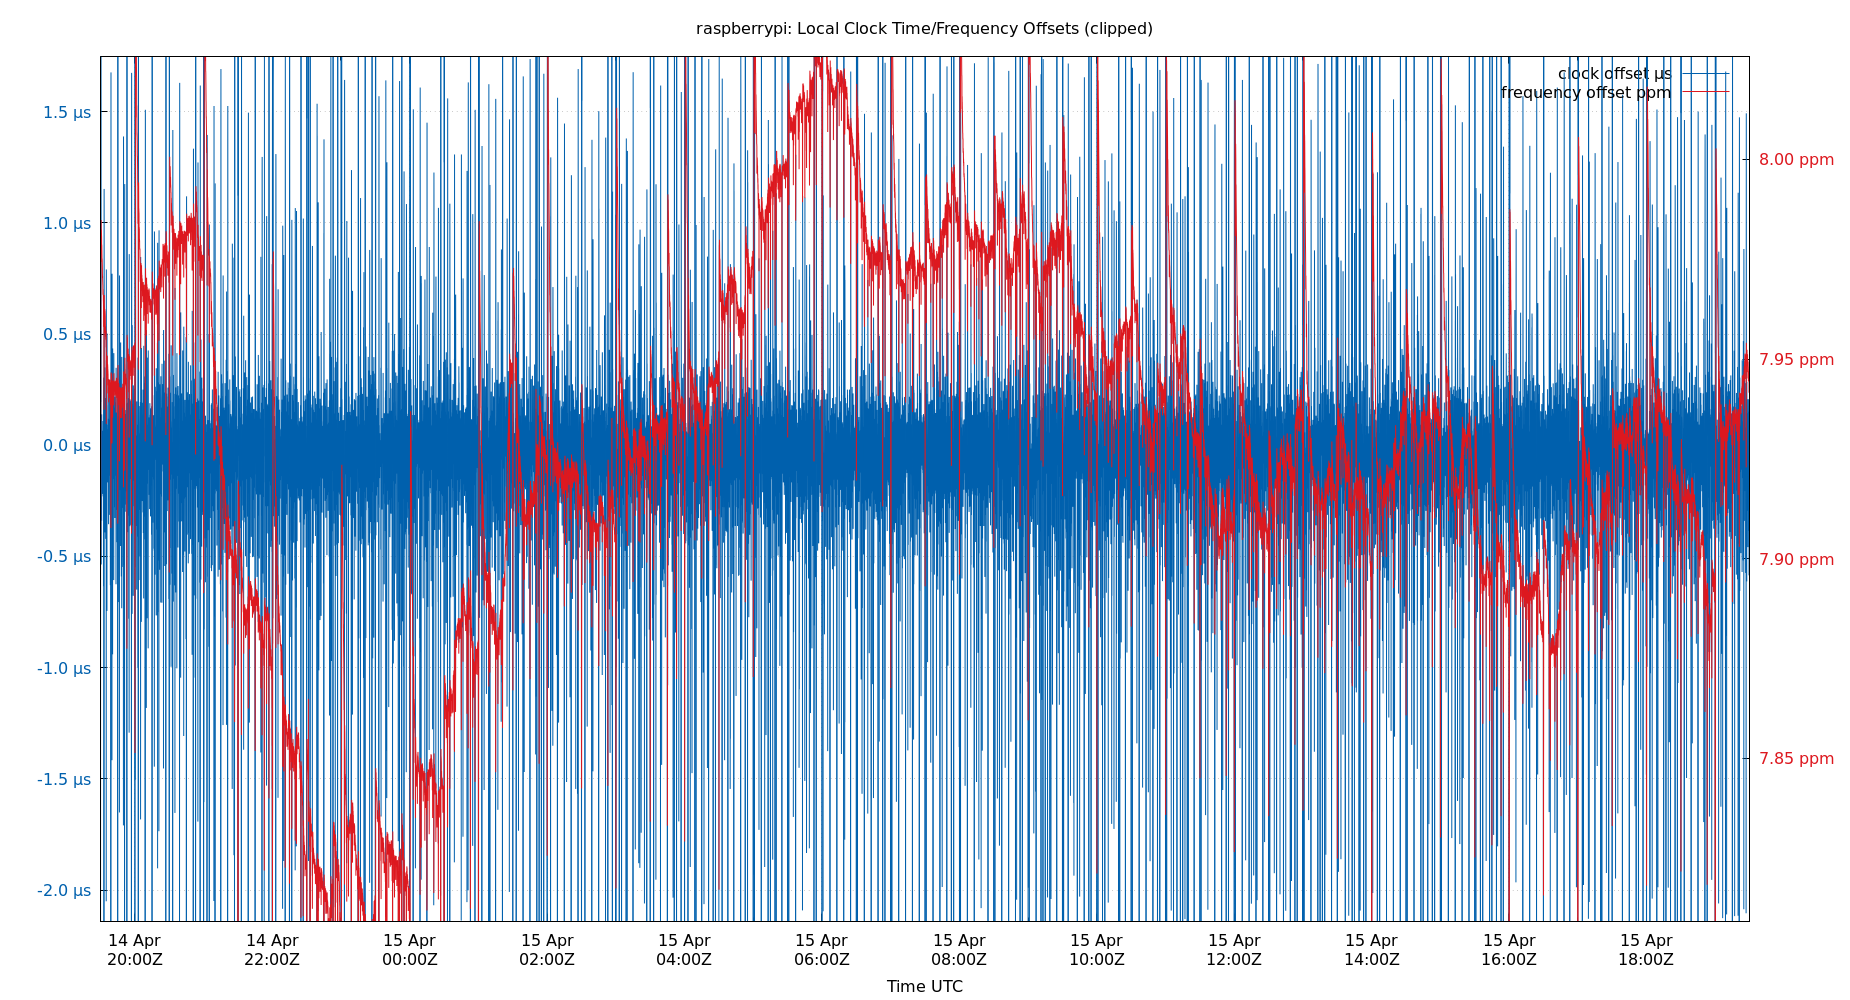 raspberrypi: Local Clock Time/Frequency Offsets (clipped)
clock offset µs
frequency offset ppm
1.5 µs
1.0 µs
0.5 µs
0.0 µs
-0.5 µs
-1.0 µs
-1.5 µs
-2.0 µs
8.00 ppm
7.95 ppm
7.90 ppm
7.85 ppm
14 Apr 14 Apr 15 Apr 15 Apr 15 Apr 15 Apr 15 Apr 15 Apr 15 Apr 15 Apr 15 Apr 15 Apr
20:00Z 22:00Z 00:00Z 02:00Z 04:00Z 06:00Z 08:00Z 10:00Z 12:00Z 14:00Z 16:00Z 18:00Z
Time UTC